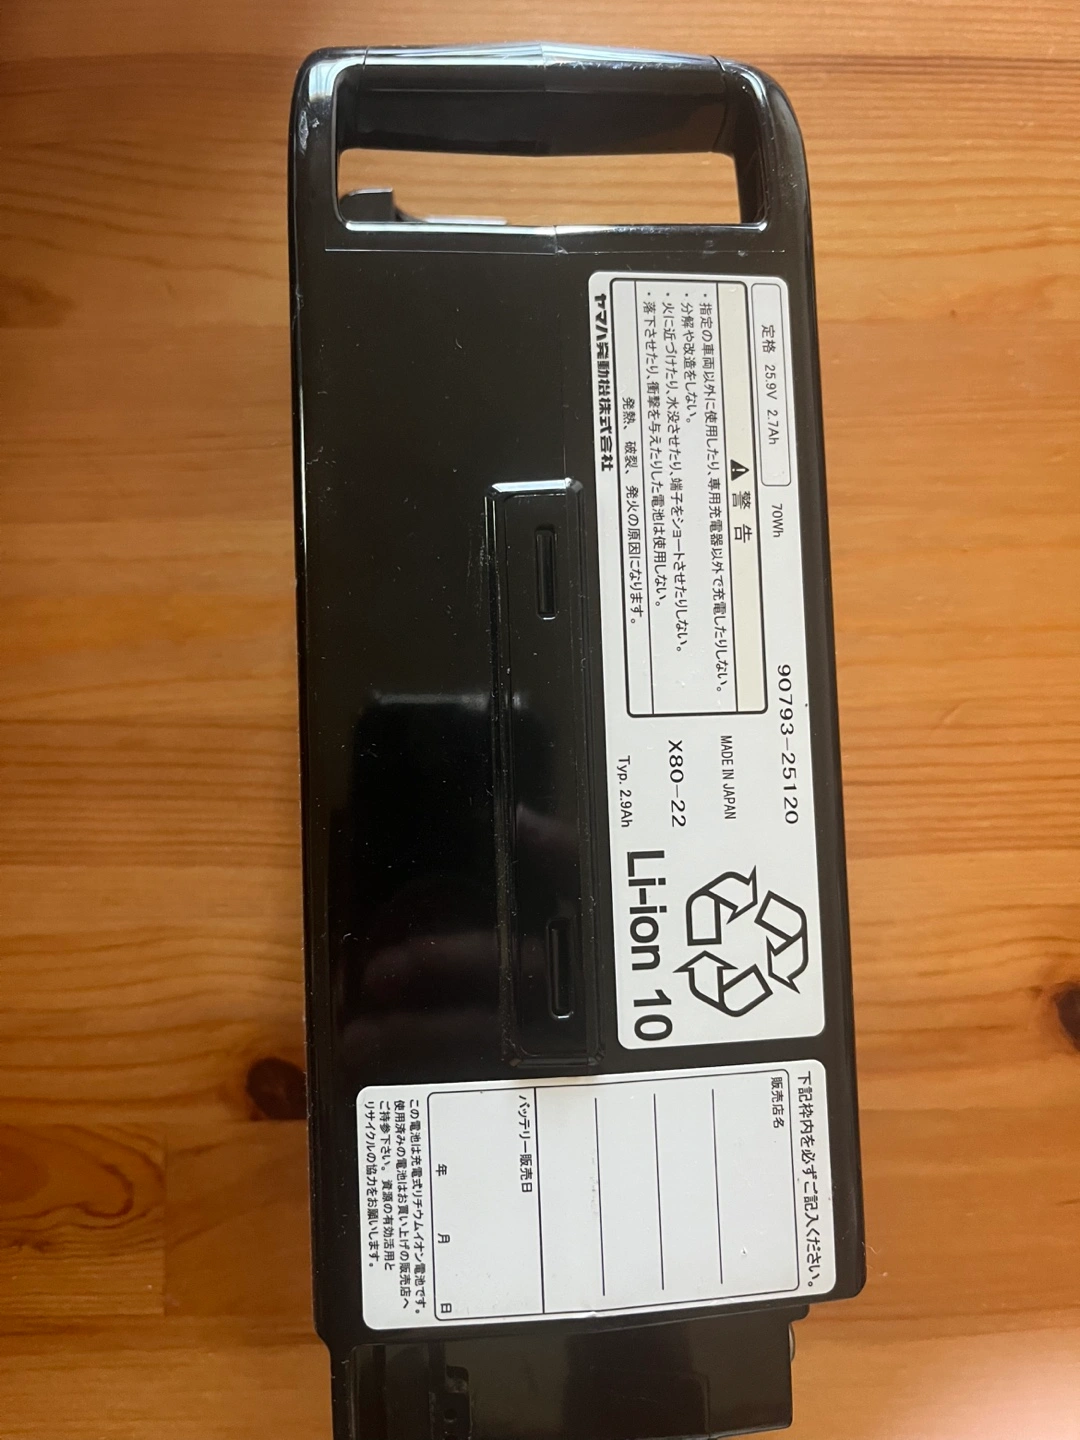 定格 25.9V 2.7Ah
70Wh
90793-25120
警告
・指定の車両以外に使用したり、専用充電器以外で充電したりしない。
・分解や改造をしない。
・火に近づけたり、水没させたり、端子をショートさせたりしない。
・落下させたり、衝撃を与えたりした電池は使用しない。
発熱、破裂、発火の原因になります。
ヤマハ発動機株式会社
MADE IN JAPAN
X80-22
Typ. 2.9Ah
Li-ion 10
下記枠内を必ずご記入ください。
販売店名
バッテリー販売日
年 月 日
この電池は充電式リチウムイオン電池です。
使用済みの電池はお買い上げの販売店へ
ご持参下さい。資源の有効活用と
リサイクルの協力をお願いします。